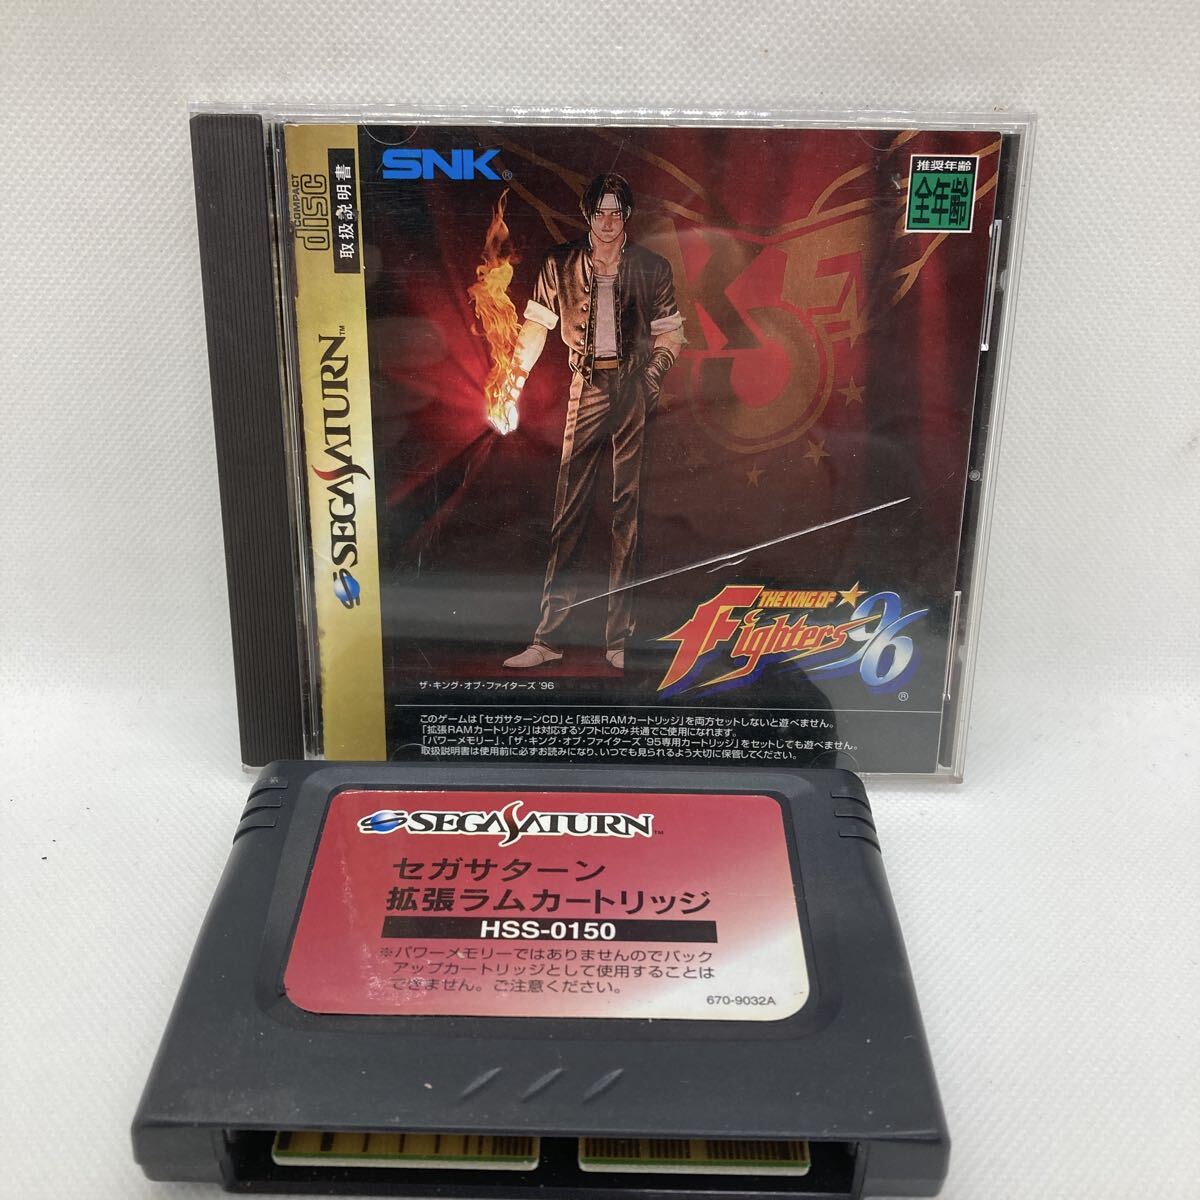 COMPACT
disc
取扱説明書
SNK®
推奨年齢
全年齢
SEGA SATURN™
THE KING OF
Fighters '96
®
ザ・キング・オブ・ファイターズ '96
このゲームは「セガサターンCD」と「拡張RAMカートリッジ」を両方セットしないと遊べません。
「拡張RAMカートリッジ」は対応するソフトにのみ共通でご使用になれます。
「パワーメモリー」、「ザ・キング・オブ・ファイターズ '95専用カートリッジ」をセットしても遊べません。
取扱説明書は使用前に必ずお読みになり、いつでも見られるよう大切に保管してください。
SEGA SATURN™
セガサターン
拡張ラムカートリッジ
HSS-0150
※パワーメモリーではありませんのでバック
アップカートリッジとして使用することは
できません。ご注意ください。
670-9032A